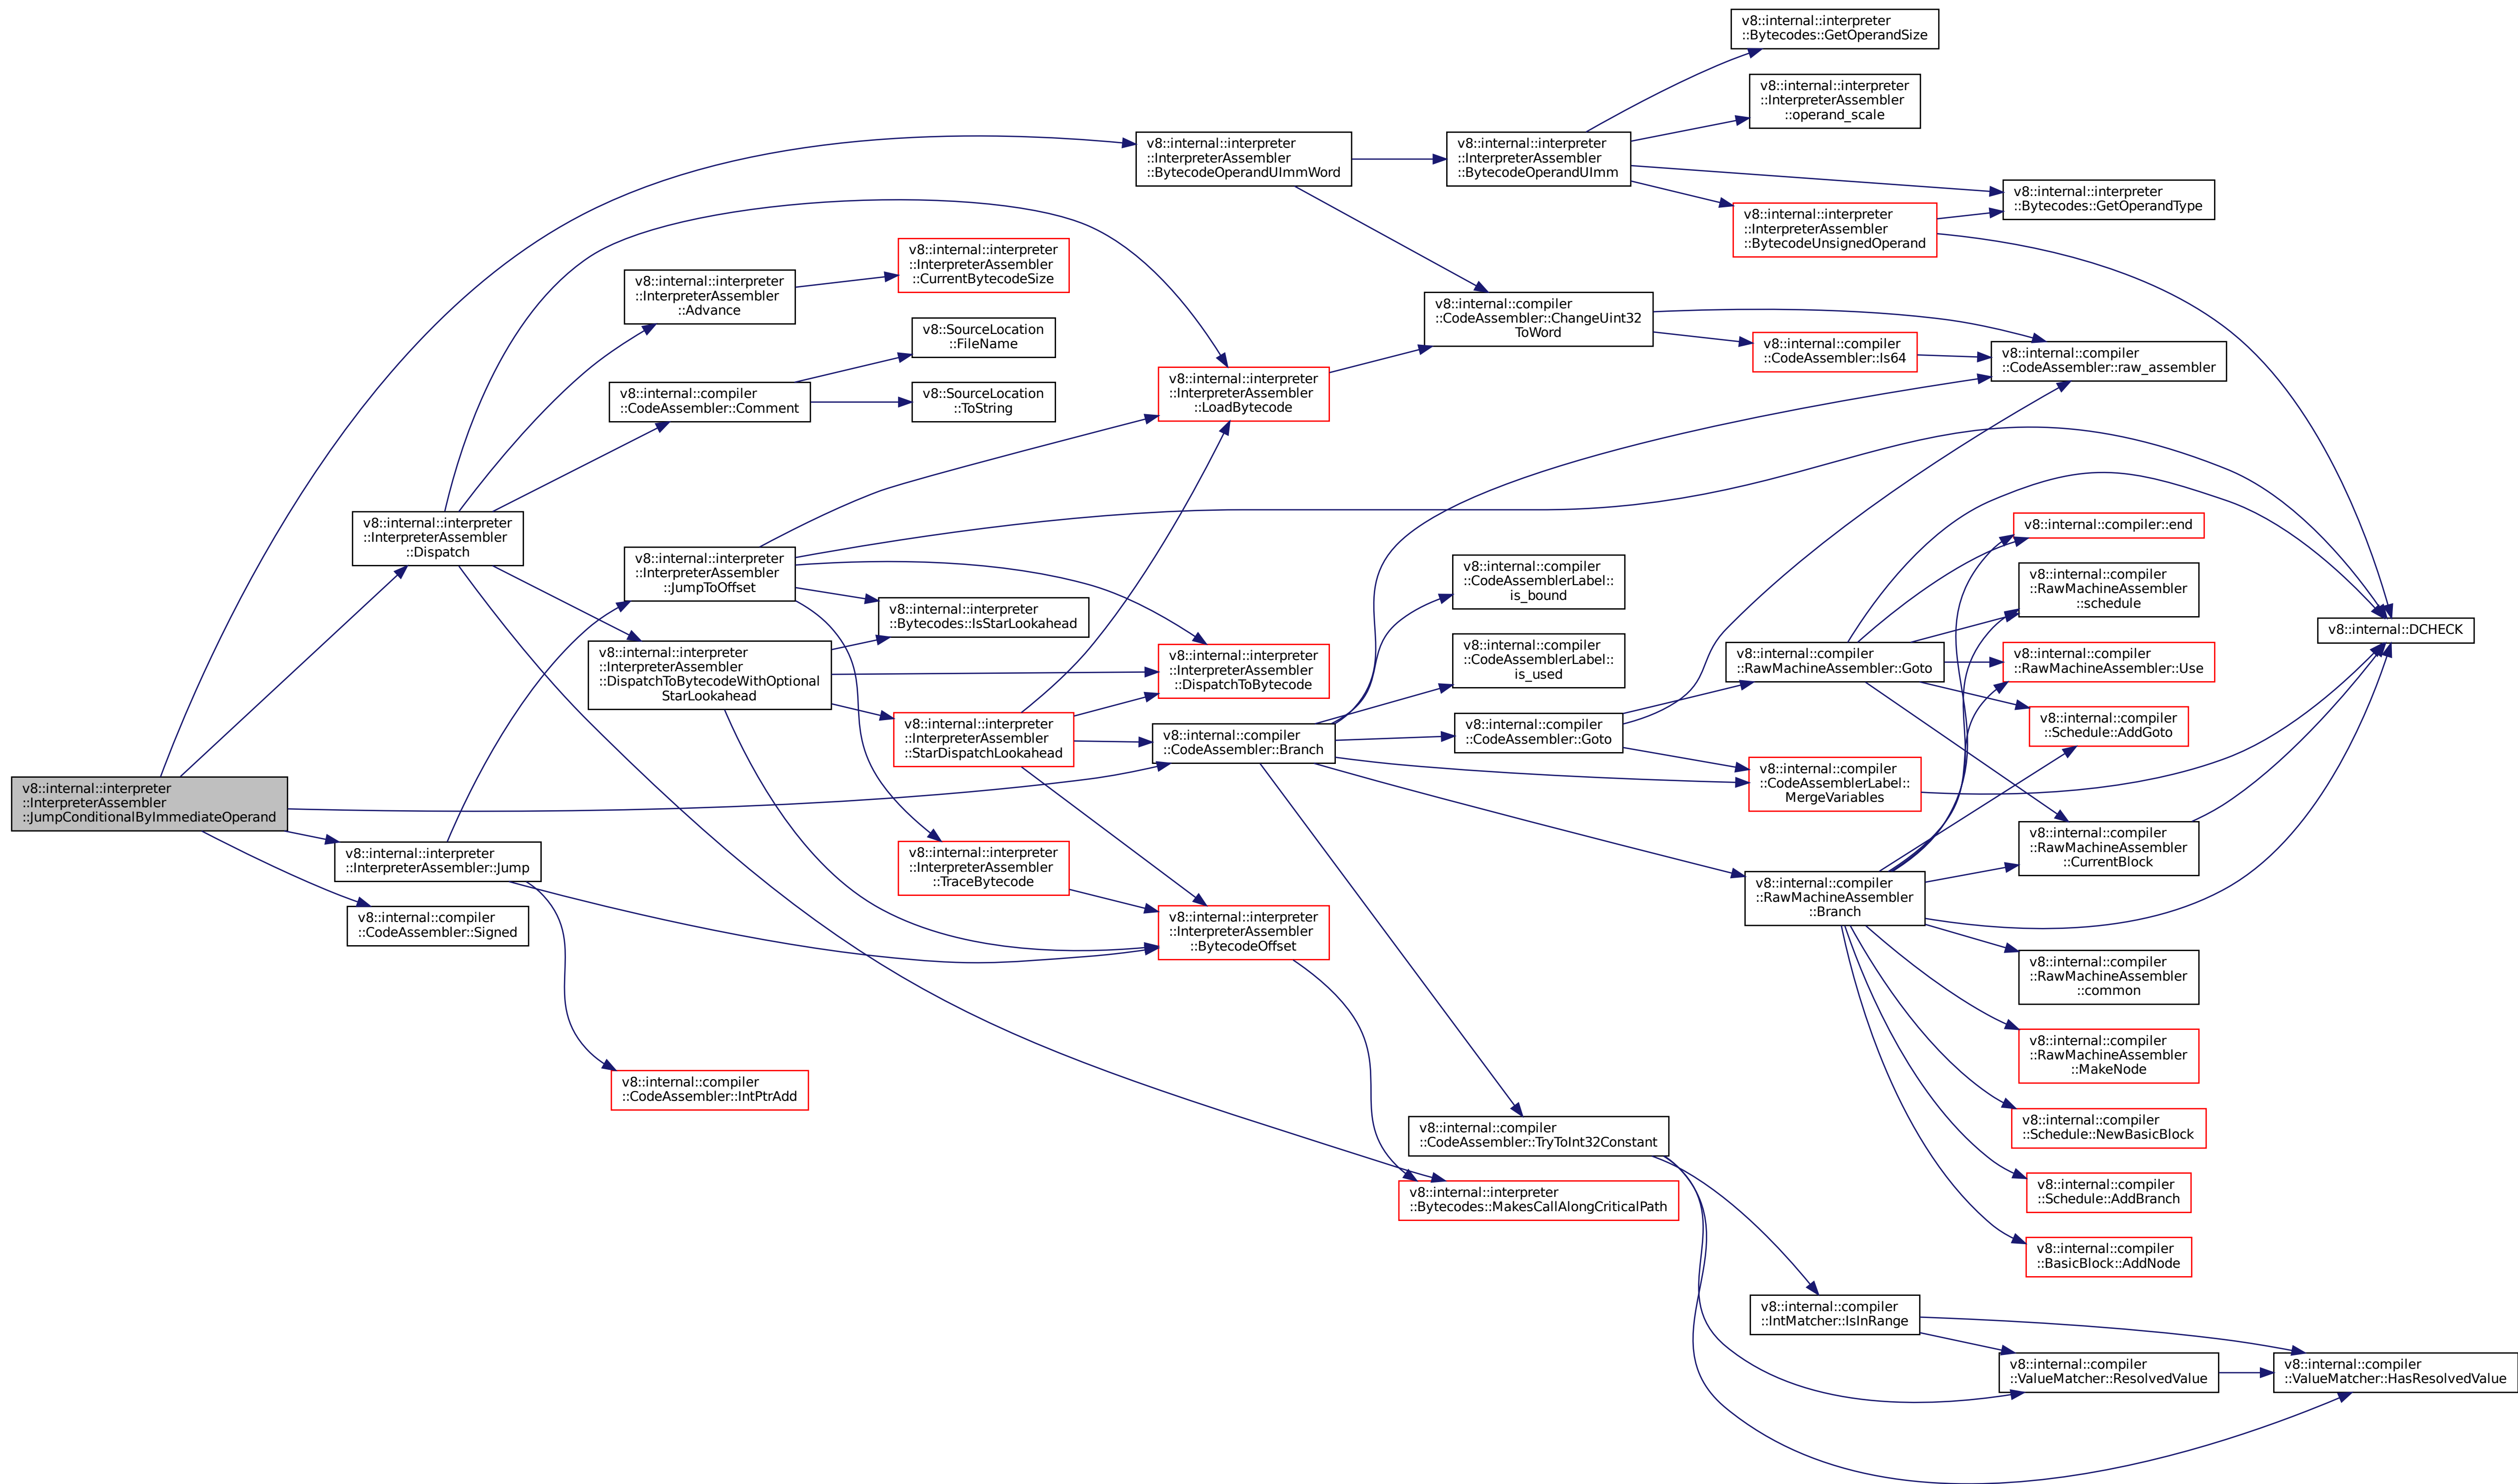 v8::internal::interpreter
::InterpreterAssembler
::JumpConditionalByImmediateOperand
v8::internal::interpreter
::InterpreterAssembler
::Dispatch
v8::internal::interpreter
::InterpreterAssembler::Jump
v8::internal::compiler
::CodeAssembler::Signed
v8::internal::interpreter
::InterpreterAssembler
::Advance
v8::internal::compiler
::CodeAssembler::Comment
v8::internal::interpreter
::InterpreterAssembler
::JumpToOffset
v8::internal::interpreter
::InterpreterAssembler
::DispatchToBytecodeWithOptional
StarLookahead
v8::internal::compiler
::CodeAssembler::IntPtrAdd
v8::internal::interpreter
::InterpreterAssembler
::CurrentBytecodeSize
v8::SourceLocation
::FileName
v8::SourceLocation
::ToString
v8::internal::interpreter
::Bytecodes::IsStarLookahead
v8::internal::interpreter
::InterpreterAssembler
::StarDispatchLookahead
v8::internal::interpreter
::InterpreterAssembler
::TraceBytecode
v8::internal::interpreter
::InterpreterAssembler
::BytecodeOperandUImmWord
v8::internal::interpreter
::InterpreterAssembler
::LoadBytecode
v8::internal::interpreter
::InterpreterAssembler
::DispatchToBytecode
v8::internal::compiler
::CodeAssembler::Branch
v8::internal::interpreter
::InterpreterAssembler
::BytecodeOffset
v8::internal::interpreter
::InterpreterAssembler
::BytecodeOperandUImm
v8::internal::compiler
::CodeAssembler::ChangeUint32
ToWord
v8::internal::compiler
::CodeAssemblerLabel::
is_bound
v8::internal::compiler
::CodeAssemblerLabel::
is_used
v8::internal::compiler
::CodeAssembler::Goto
v8::internal::compiler
::CodeAssembler::TryToInt32Constant
v8::internal::interpreter
::Bytecodes::MakesCallAlongCriticalPath
v8::internal::interpreter
::Bytecodes::GetOperandSize
v8::internal::interpreter
::InterpreterAssembler
::operand_scale
v8::internal::interpreter
::InterpreterAssembler
::BytecodeUnsignedOperand
v8::internal::compiler
::CodeAssembler::Is64
v8::internal::compiler
::RawMachineAssembler::Goto
v8::internal::compiler
::CodeAssemblerLabel::
MergeVariables
v8::internal::compiler
::RawMachineAssembler
::Branch
v8::internal::compiler
::IntMatcher::IsInRange
v8::internal::interpreter
::Bytecodes::GetOperandType
v8::internal::compiler
::CodeAssembler::raw_assembler
v8::internal::compiler::end
v8::internal::compiler
::RawMachineAssembler
::schedule
v8::internal::compiler
::RawMachineAssembler::Use
v8::internal::compiler
::Schedule::AddGoto
v8::internal::compiler
::RawMachineAssembler
::CurrentBlock
v8::internal::compiler
::RawMachineAssembler
::common
v8::internal::compiler
::RawMachineAssembler
::MakeNode
v8::internal::compiler
::Schedule::NewBasicBlock
v8::internal::compiler
::Schedule::AddBranch
v8::internal::compiler
::BasicBlock::AddNode
v8::internal::compiler
::ValueMatcher::ResolvedValue
v8::internal::DCHECK
v8::internal::compiler
::ValueMatcher::HasResolvedValue